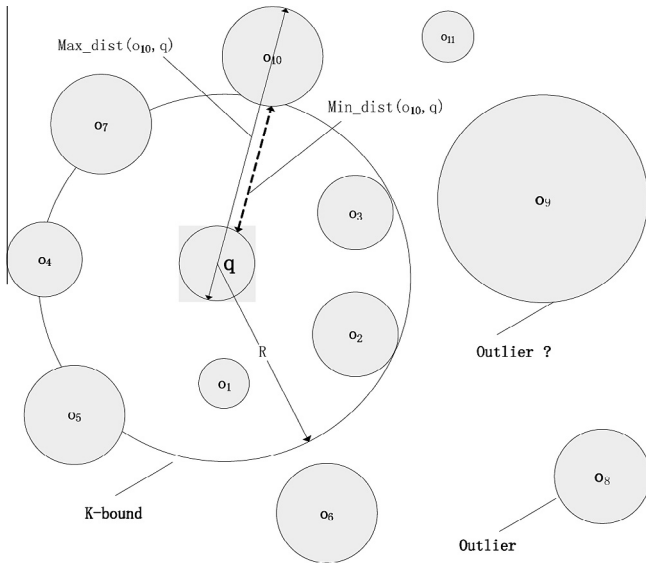 o₁₁
Max_dist(o₁₀, q)
o₁₀
Min_dist(o₁₀, q)
o₇
o₉
o₃
o₄
q
o₂
Outlier ?
R
o₁
o₅
o₈
K-bound
o₆
Outlier